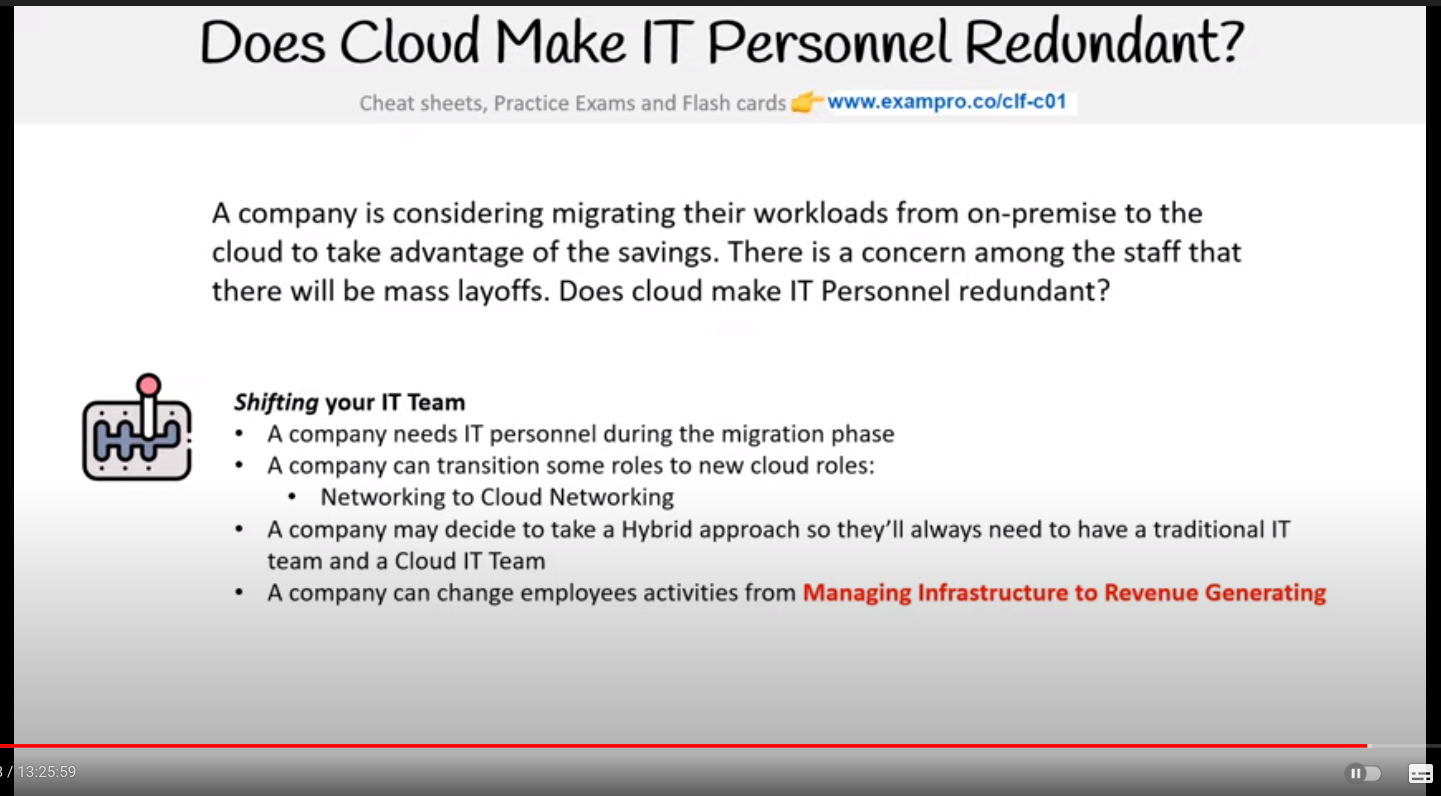 Does Cloud Make IT Personnel Redundant?
Cheat sheets, Practice Exams and Flash cards 👉 www.exampro.co/clf-c01
A company is considering migrating their workloads from on-premise to the
cloud to take advantage of the savings. There is a concern among the staff that
there will be mass layoffs. Does cloud make IT Personnel redundant?
Shifting your IT Team
• A company needs IT personnel during the migration phase
• A company can transition some roles to new cloud roles:
• Networking to Cloud Networking
• A company may decide to take a Hybrid approach so they’ll always need to have a traditional IT
team and a Cloud IT Team
• A company can change employees activities from Managing Infrastructure to Revenue Generating
/ 13:25:59